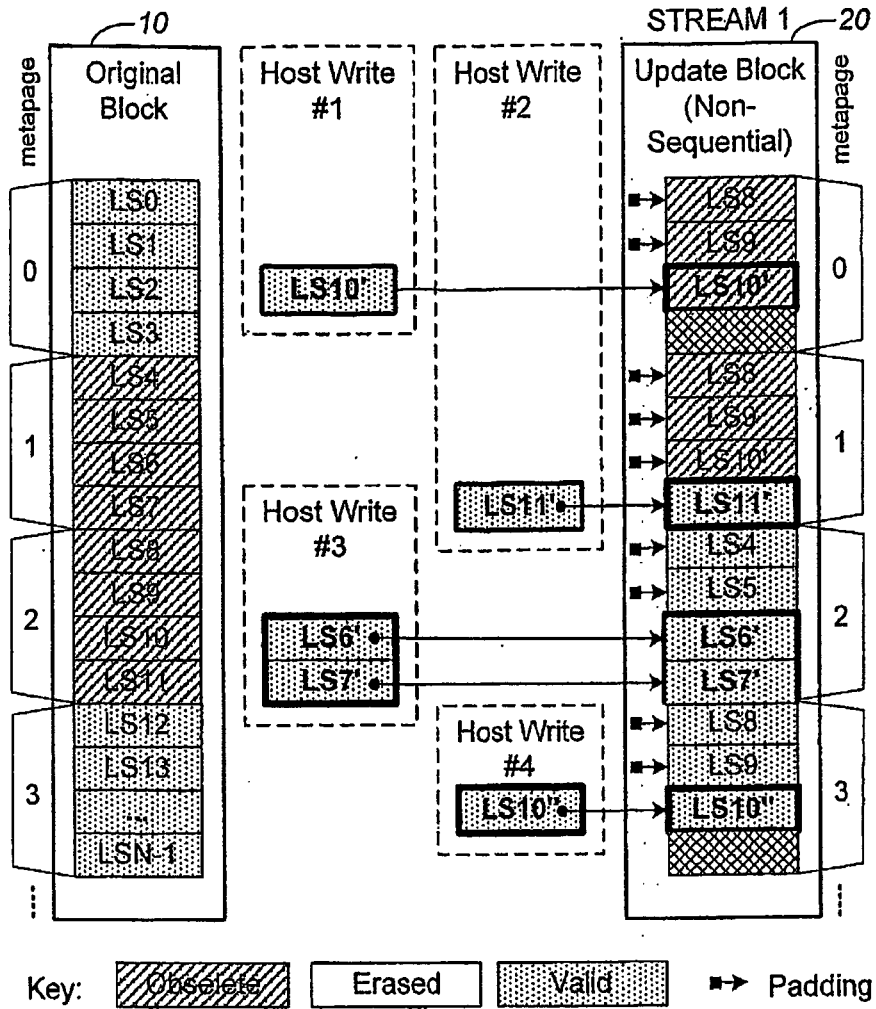 10
STREAM 1
20
metapage
Original
Block
Host Write
#1
Host Write
#2
Update Block
(Non-
Sequential)
metapage
0
LS0
LS1
LS2
LS3
LS10'
LS8
LS9
LS10'
0
1
LS4
LS5
LS6
LS7
LS8
LS9
LS10'
LS11'
1
LS11'
Host Write
#3
2
LS8
LS9
LS10
LS11
LS6'
LS7'
LS4
LS5
LS6'
LS7'
2
3
LS12
LS13
...
LSN-1
Host Write
#4
LS10"
LS8
LS9
LS10"
3
Key:
Obselete
Erased
Valid
Padding